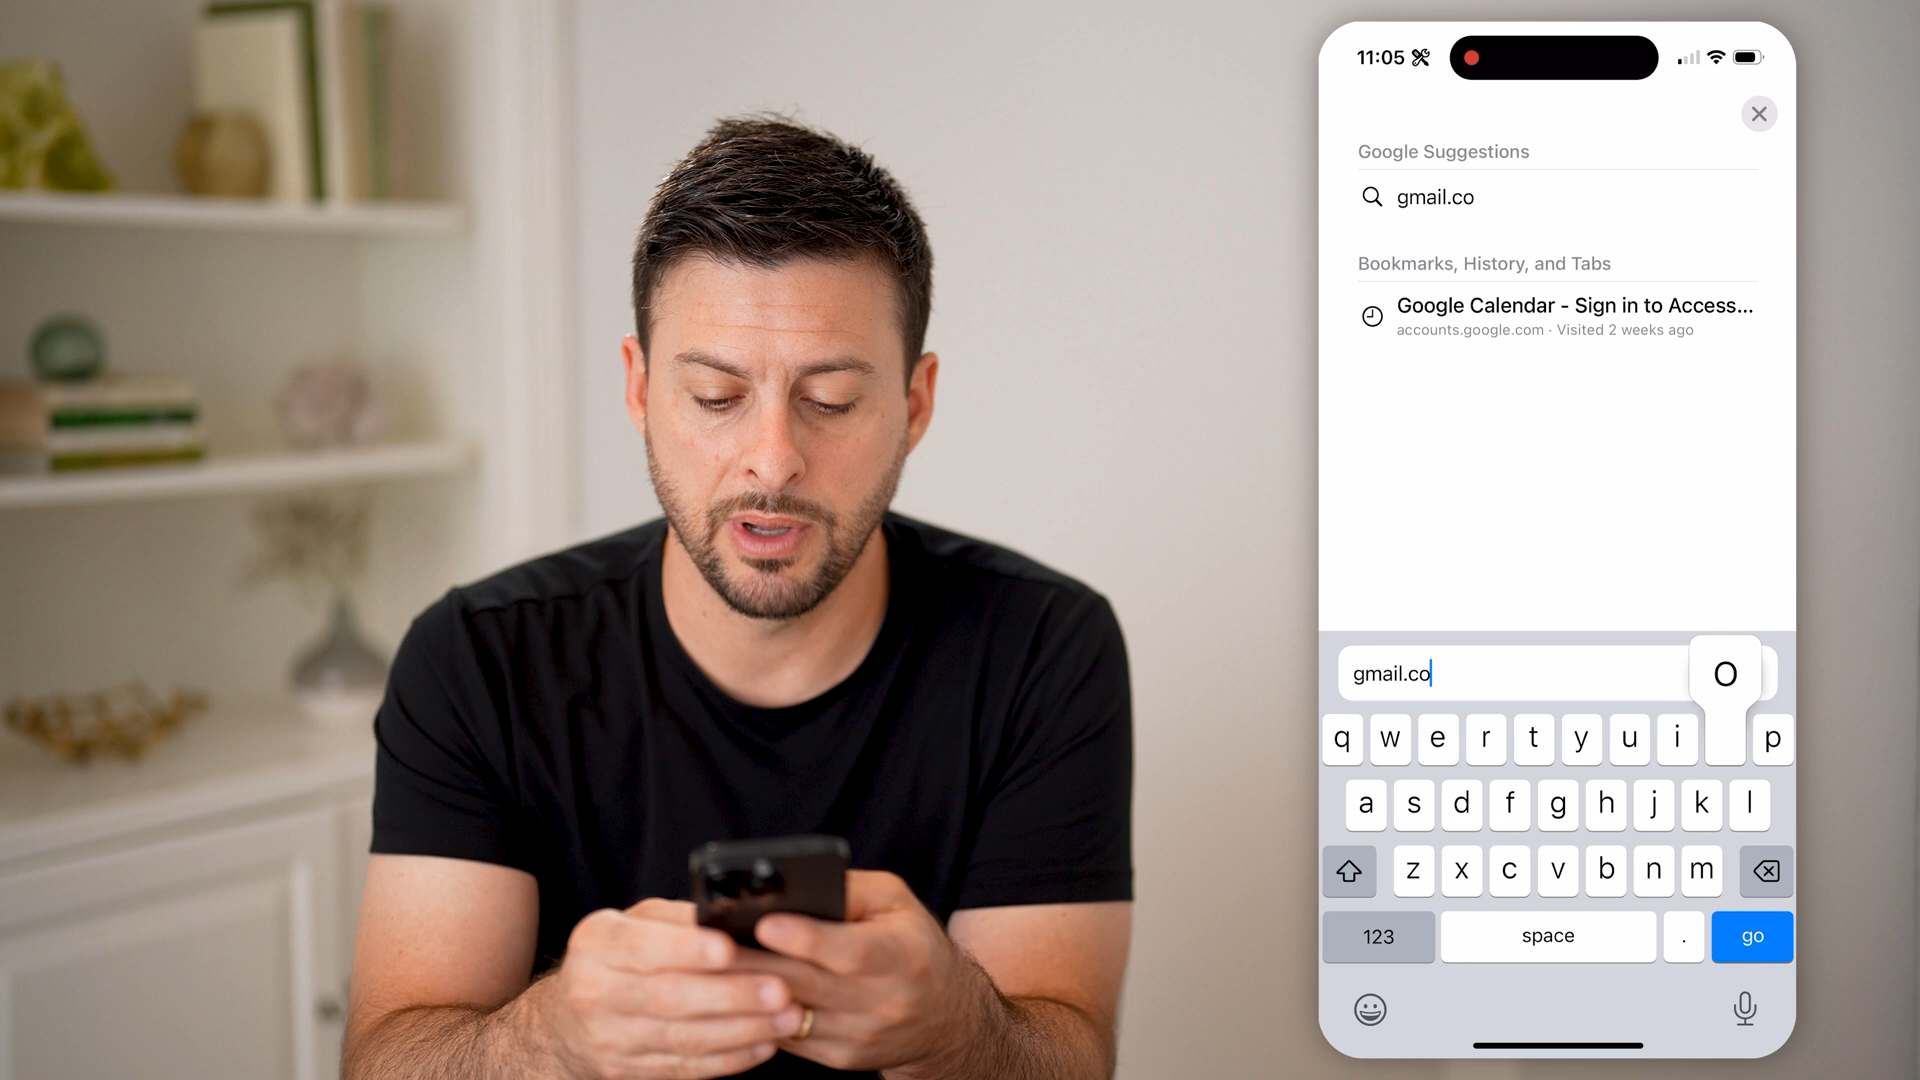 11:05
Google Suggestions
gmail.co
Bookmarks, History, and Tabs
Google Calendar - Sign in to Access...
accounts.google.com · Visited 2 weeks ago
gmail.co
O
q w e r t y u i p
a s d f g h j k l
z x c v b n m
123 space . go